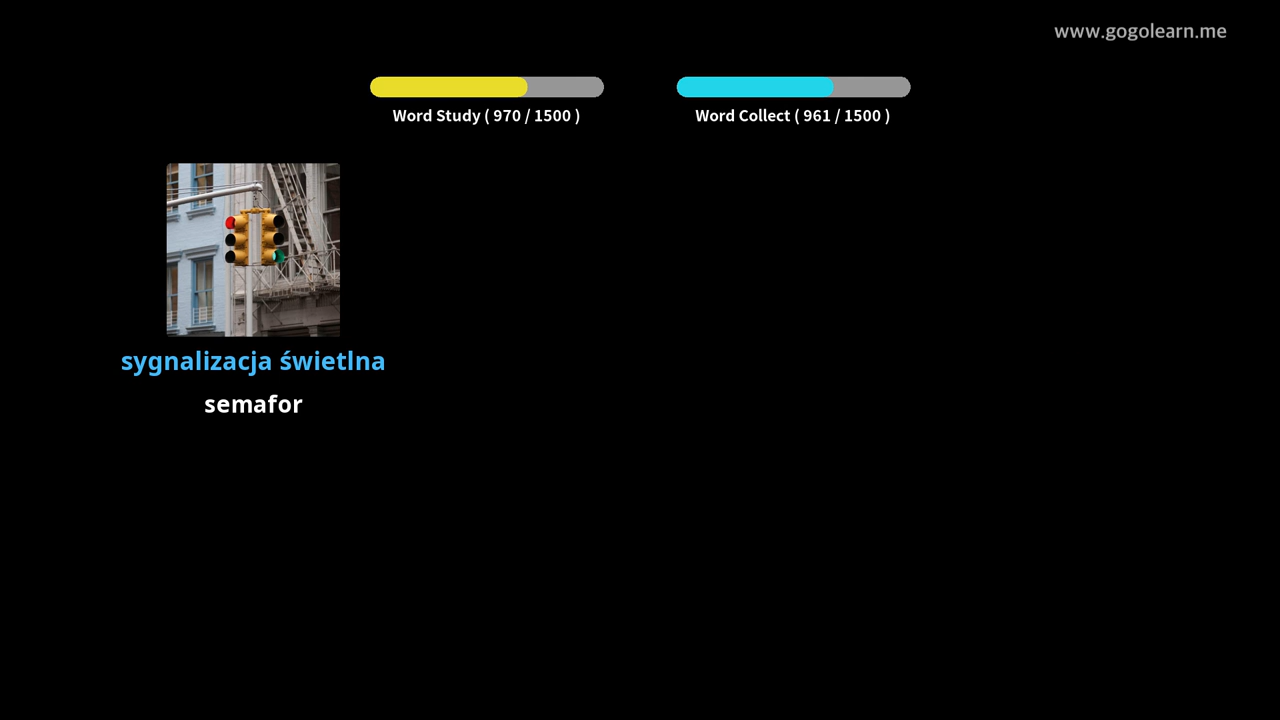 www.gogolearn.me
Word Study ( 970 / 1500 )
Word Collect ( 961 / 1500 )
sygnalizacja świetlna
semafor